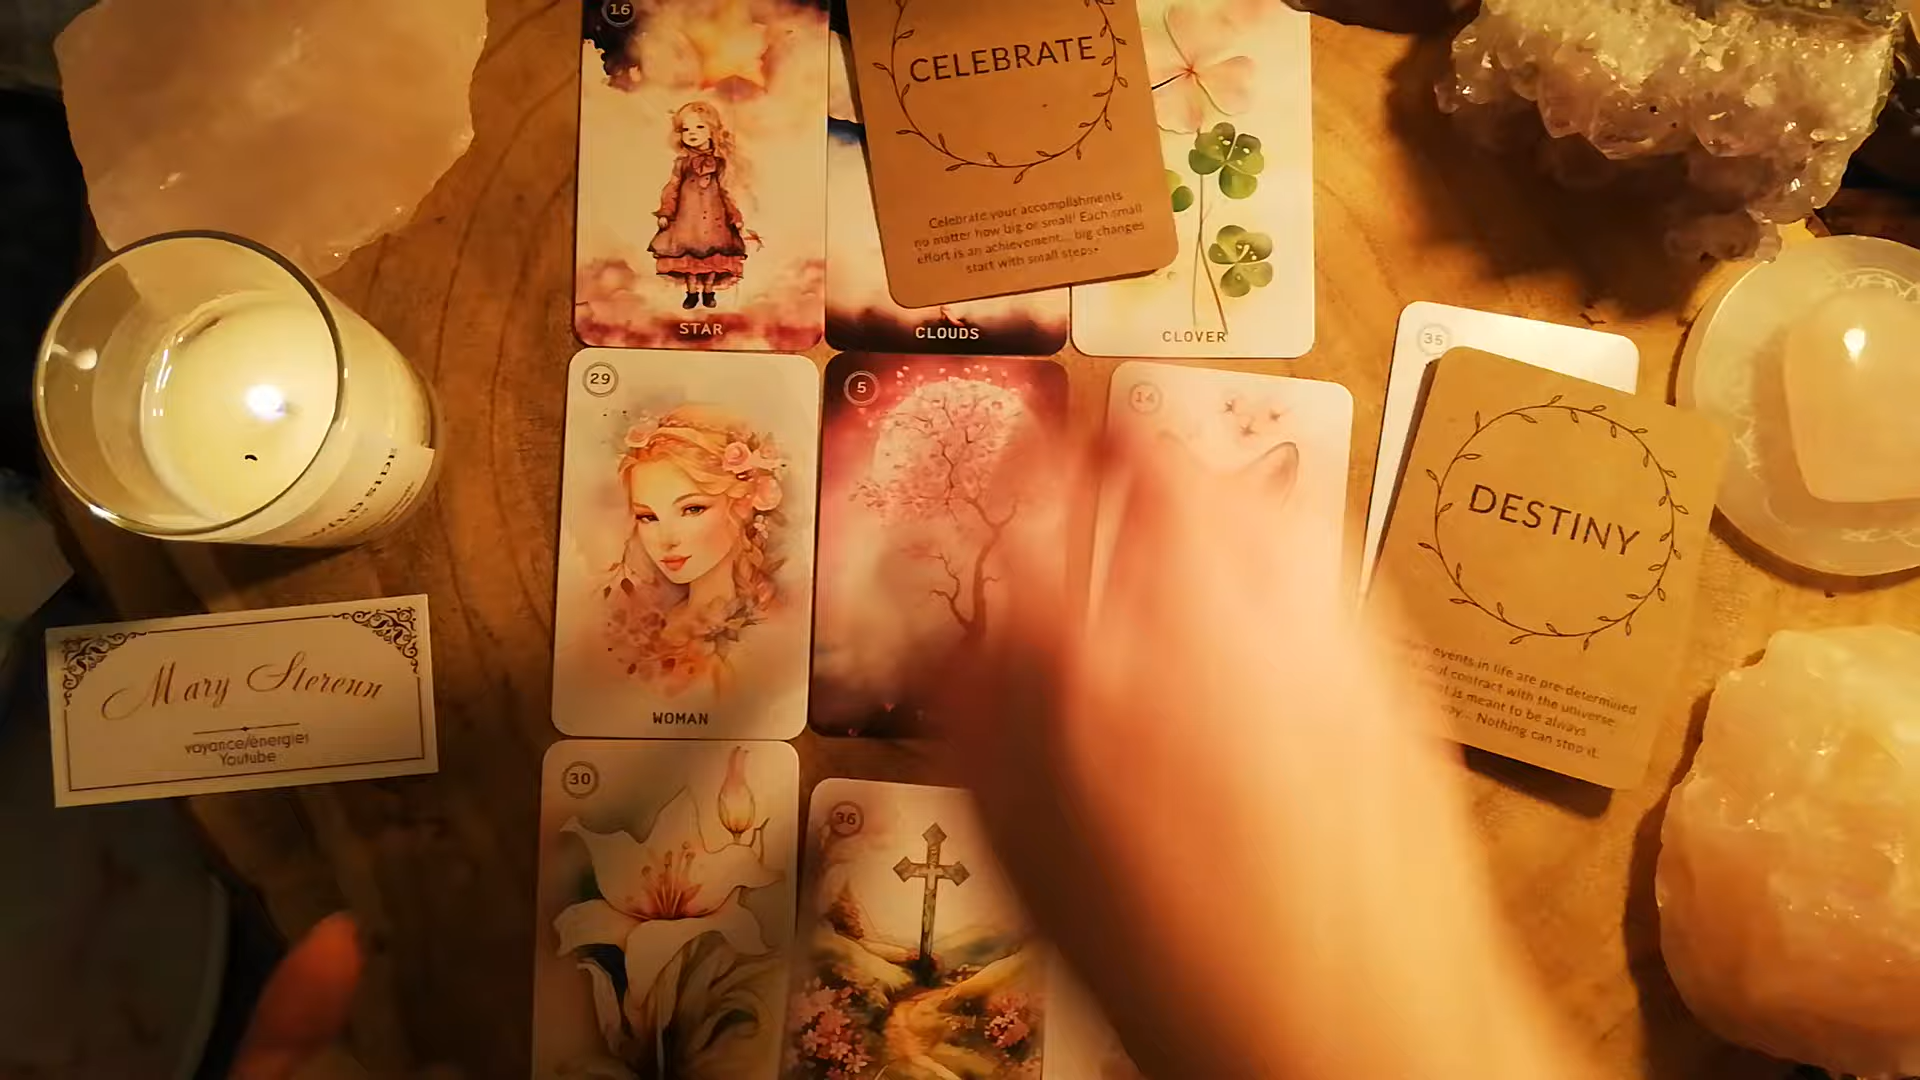 16
STAR
CLOUDS
CELEBRATE
Celebrate your accomplishments
no matter how big or small! Each small
effort is an achievement... big changes
start with small steps.
CLOVER
29
WOMAN
5
14
35
DESTINY
events in life are pre-determined
contract with the universe
is meant to be always
Nothing can stop it.
Mary Sterenn
voyance/énergies
Youtube
30
36